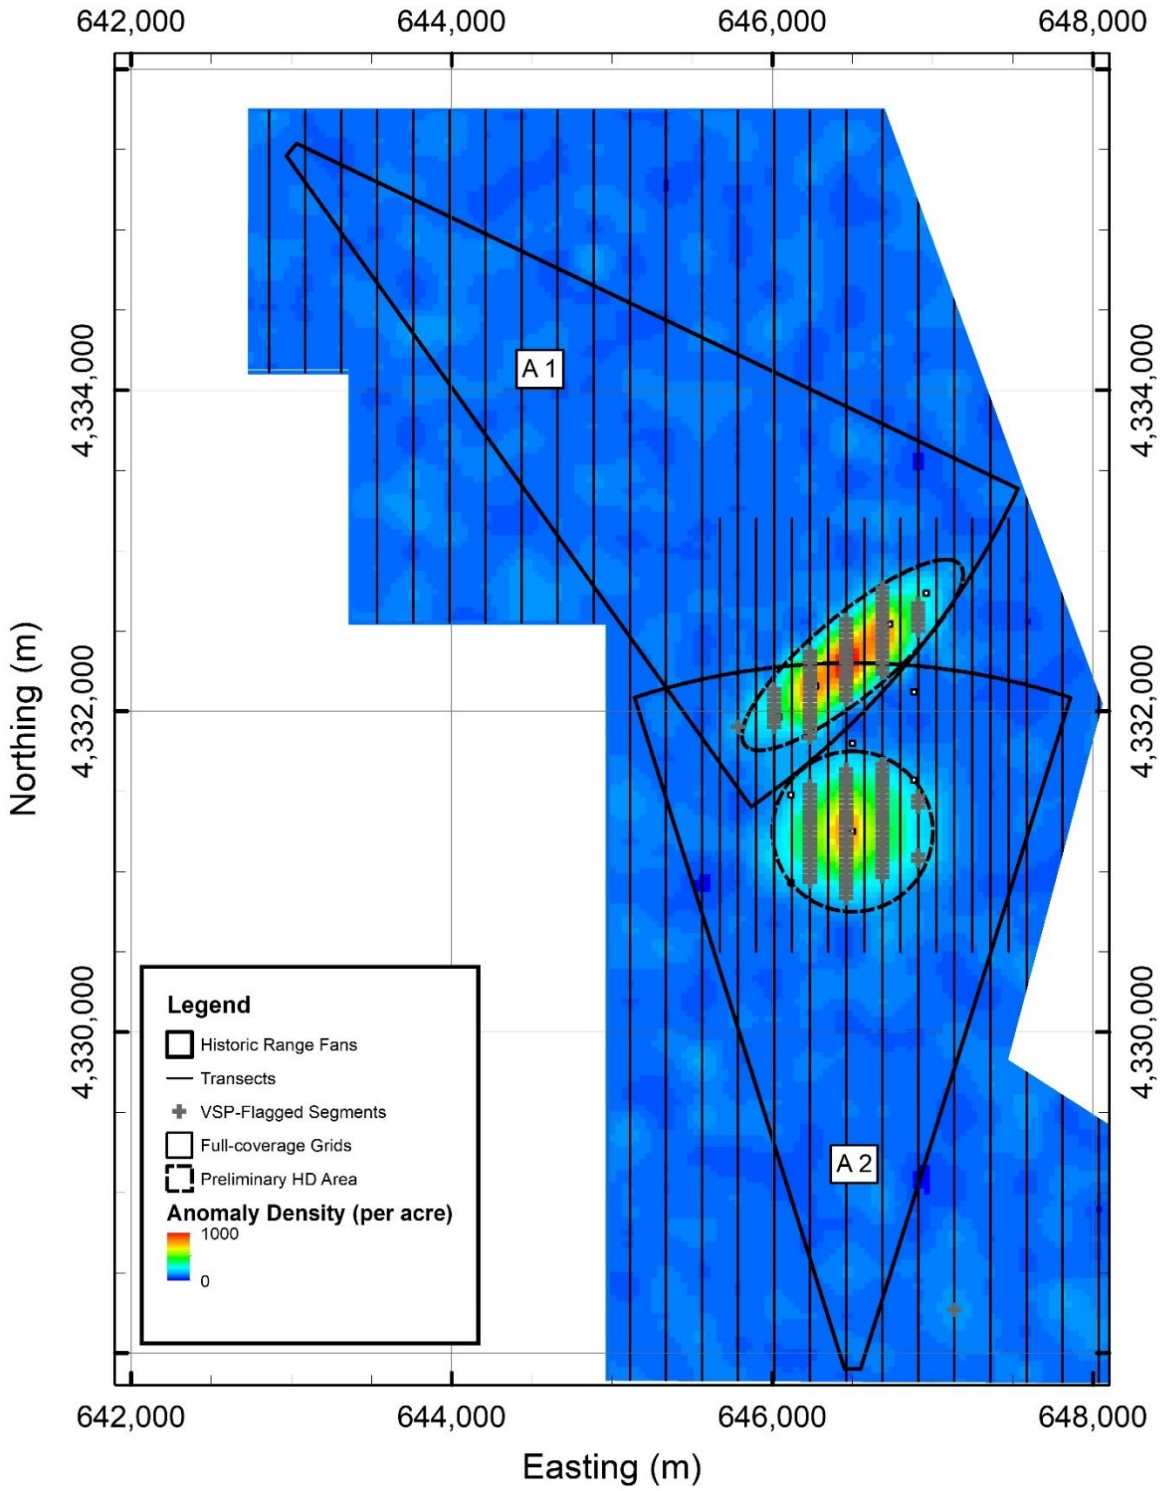 642,000 644,000 646,000 648,000
A 1
4,334,000
4,334,000
4,332,000
4,332,000
Northing (m)
4,330,000
4,330,000
A 2
Legend
Historic Range Fans
Transects
VSP-Flagged Segments
Full-coverage Grids
Preliminary HD Area
Anomaly Density (per acre)
1000
0
642,000 644,000 646,000 648,000
Easting (m)